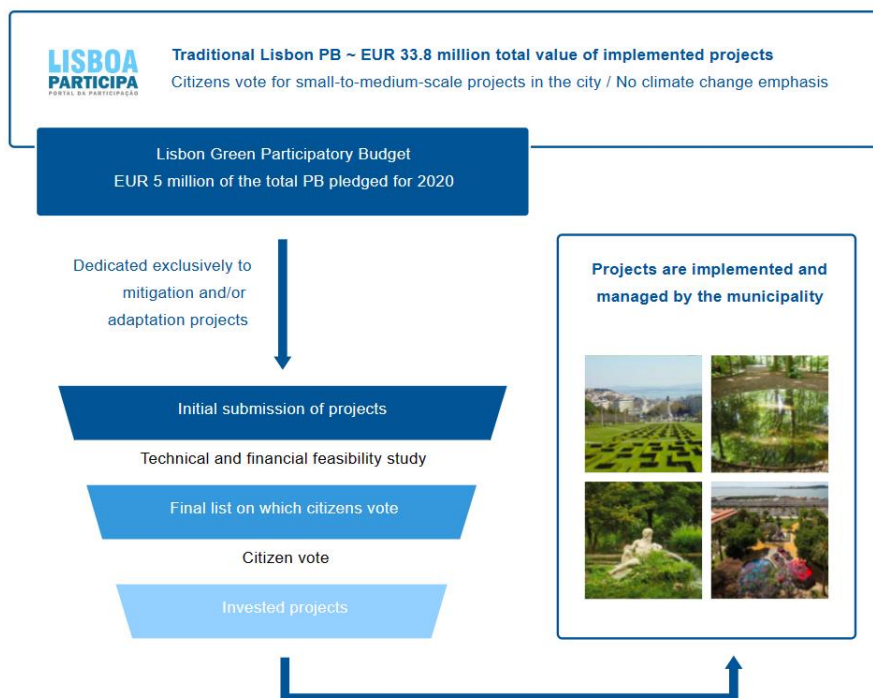 LISBOA
PARTICIPA
PORTAL DA PARTICIPAÇÃO
Traditional Lisbon PB ~ EUR 33.8 million total value of implemented projects
Citizens vote for small-to-medium-scale projects in the city / No climate change emphasis
Lisbon Green Participatory Budget
EUR 5 million of the total PB pledged for 2020
Dedicated exclusively to
mitigation and/or
adaptation projects
Initial submission of projects
Technical and financial feasibility study
Final list on which citizens vote
Citizen vote
Invested projects
Projects are implemented and
managed by the municipality